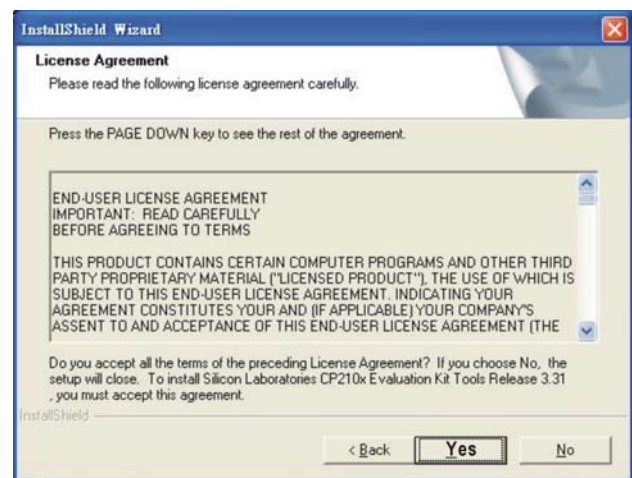 InstallShield Wizard
License Agreement
Please read the following license agreement carefully.
Press the PAGE DOWN key to see the rest of the agreement.
END-USER LICENSE AGREEMENT
IMPORTANT: READ CAREFULLY
BEFORE AGREEING TO TERMS
THIS PRODUCT CONTAINS CERTAIN COMPUTER PROGRAMS AND OTHER THIRD
PARTY PROPRIETARY MATERIAL ("LICENSED PRODUCT"), THE USE OF WHICH IS
SUBJECT TO THIS END-USER LICENSE AGREEMENT. INDICATING YOUR
AGREEMENT CONSTITUTES YOUR AND (IF APPLICABLE) YOUR COMPANY'S
ASSENT TO AND ACCEPTANCE OF THIS END-USER LICENSE AGREEMENT (THE
Do you accept all the terms of the preceding License Agreement? If you choose No, the
setup will close. To install Silicon Laboratories CP210x Evaluation Kit Tools Release 3.31
, you must accept this agreement.
InstallShield
< Back Yes No